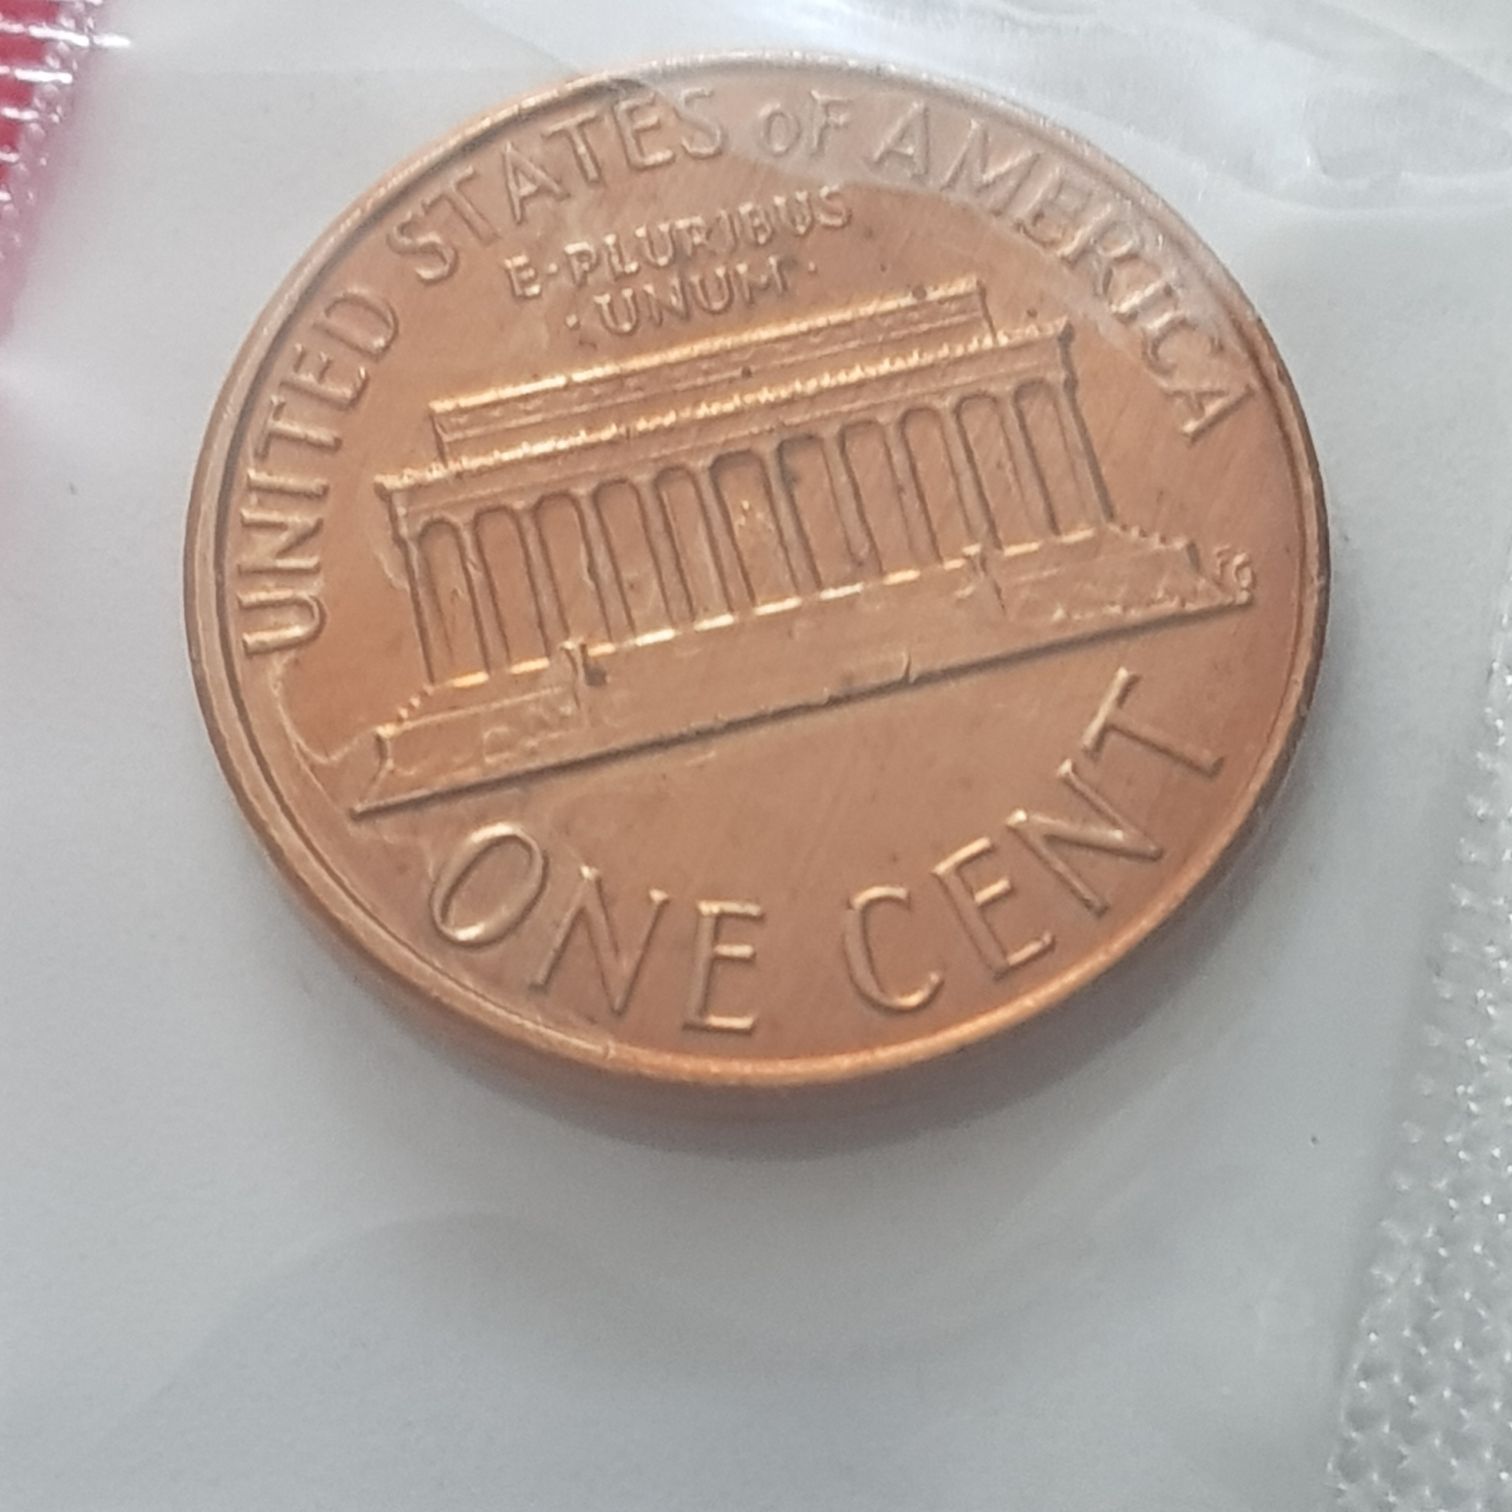 UNITED STATES OF AMERICA
E·PLURIBUS
·UNUM·
FG
ONE CENT